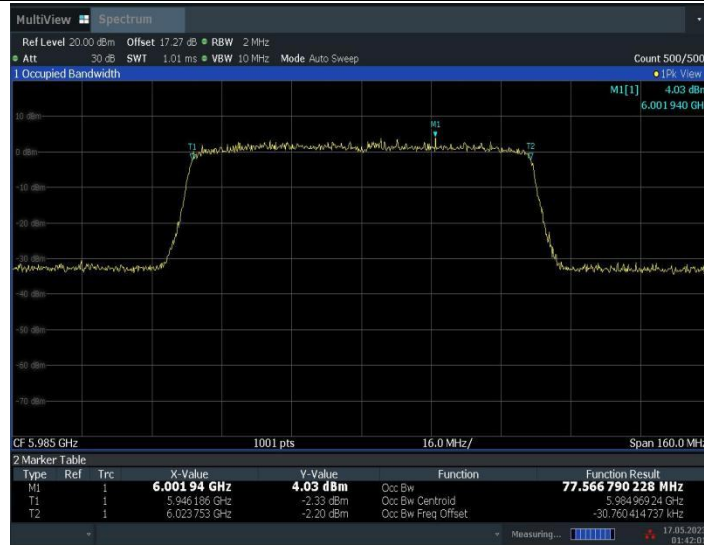 MultiView Spectrum
Ref Level 20.00 dBm Offset 17.27 dB RBW 2 MHz
Att 30 dB SWT 1.01 ms VBW 10 MHz Mode Auto Sweep Count 500/500
1 Occupied Bandwidth 1Pk View
M1[1] 4.03 dBm
6.001 940 GH
10 dBm
M1
T1
T2
0 dBm
-10 dBm
-20 dBm
-30 dBm
-40 dBm
-50 dBm
-60 dBm
-70 dBm
CF 5.985 GHz 1001 pts 16.0 MHz/ Span 160.0 MHz
2 Marker Table
Type Ref Trc X-Value Y-Value Function Function Result
M1 1 6.001 94 GHz 4.03 dBm Occ Bw 77.566 790 228 MHz
T1 1 5.946 186 GHz -2.33 dBm Occ Bw Centroid 5.984 969 24 GHz
T2 1 6.023 753 GHz -2.20 dBm Occ Bw Freq Offset -30.760 414 737 kHz
Measuring... 17.05.2023
01:42:01